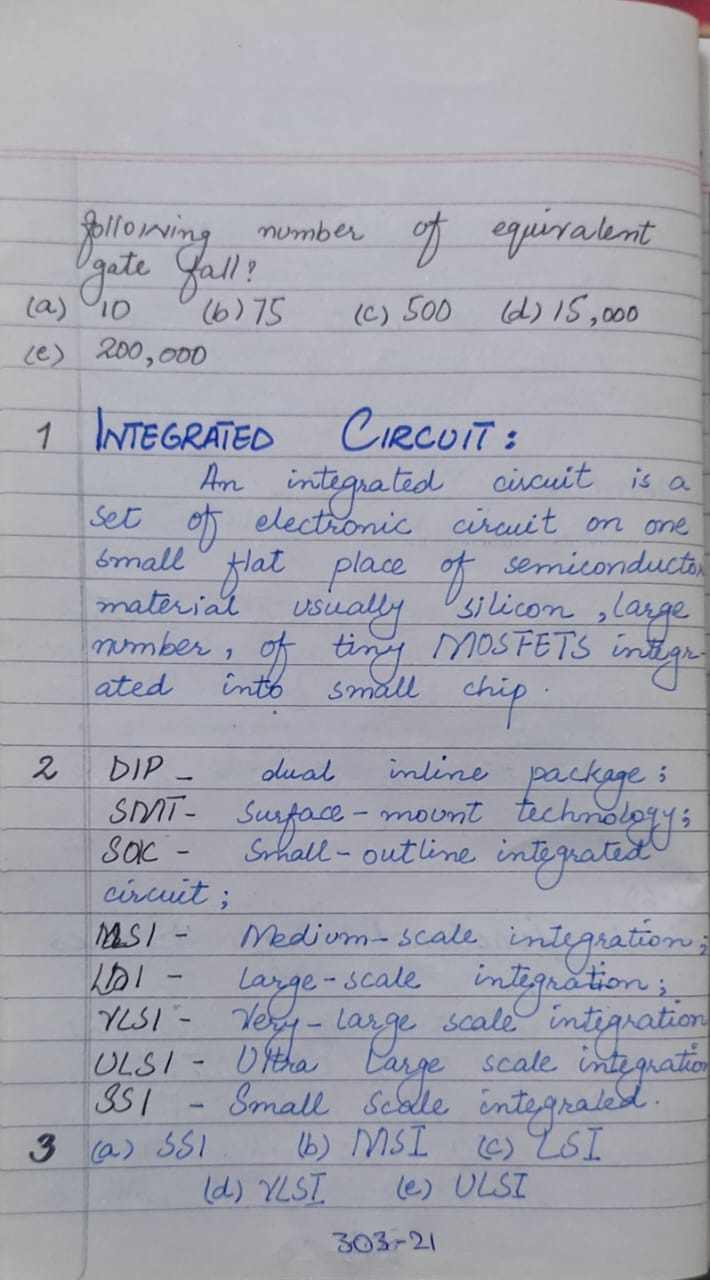 following number of equivalent
gate fall?
(a) 10 (b) 75 (c) 500 (d) 15,000
(e) 200,000
1 INTEGRATED CIRCUIT:
An integrated circuit is a
set of electronic circuit on one
small flat place of semiconductor
material usually silicon, large
number, of tiny MOSFETS integr-
ated into small chip.
2 DIP - dual inline package;
SMT - Surface-mount technology;
SOIC - Small-outline integrated
circuit;
MSI - Medium-scale integration;
LSI - large-scale integration;
VLSI - Very-large scale integration
ULSI - Ultra large scale integration
SSI - Small scale integrated.
3 (a) SSI (b) MSI (c) LSI
(d) VLSI (e) ULSI
303-21